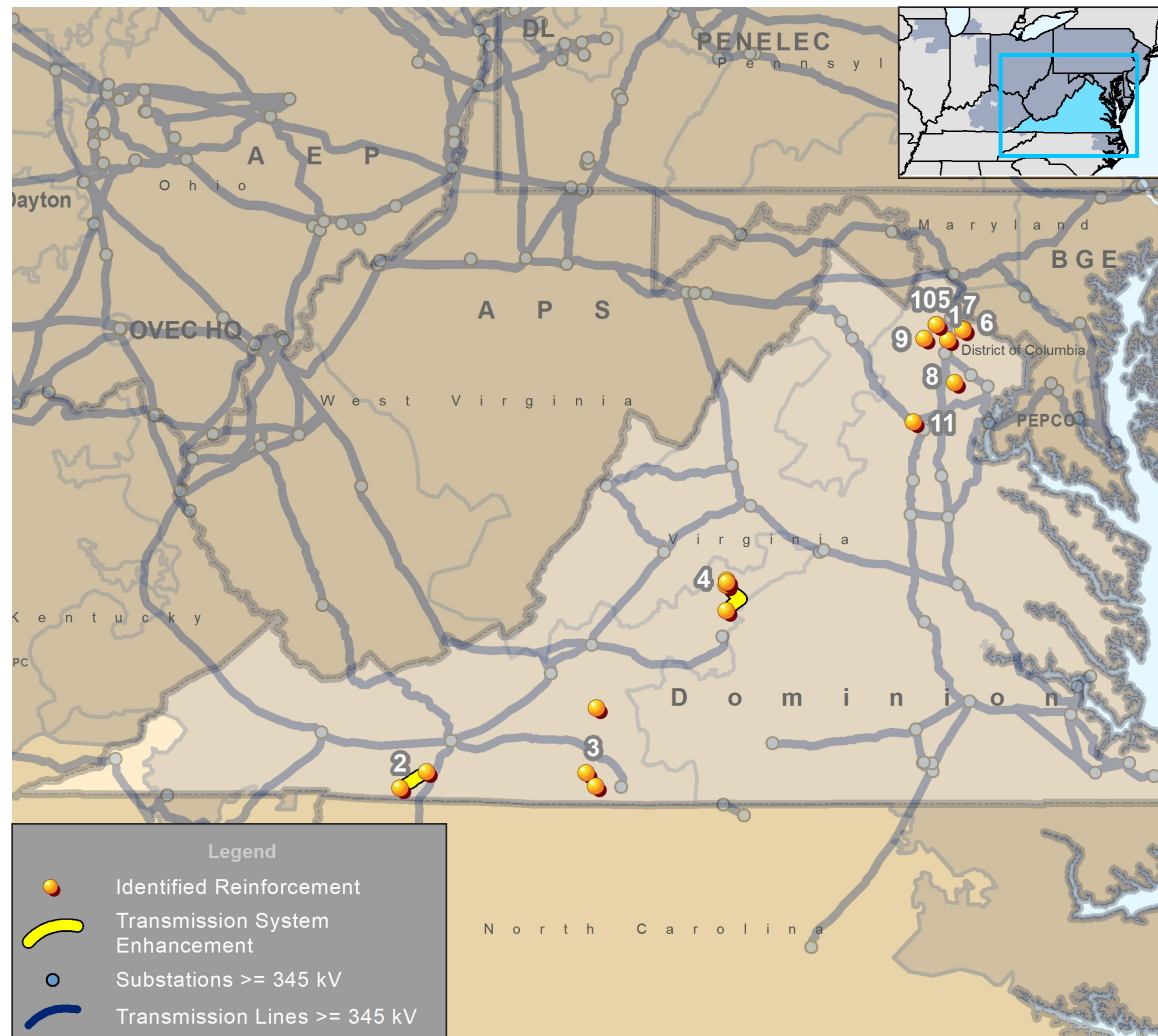 DL
PENELEC
Pennsyl
AEP
Ohio
Dayton
Maryland
BGE
APS
OVEC HQ
10 5 7
1 6
9
District of Columbia
8
West Virginia
11
PEPCO
Virginia
4
Kentucky
PC
Dominion
3
2
Legend
Identified Reinforcement
Transmission System
Enhancement
Substations >= 345 kV
Transmission Lines >= 345 kV
North Carolina